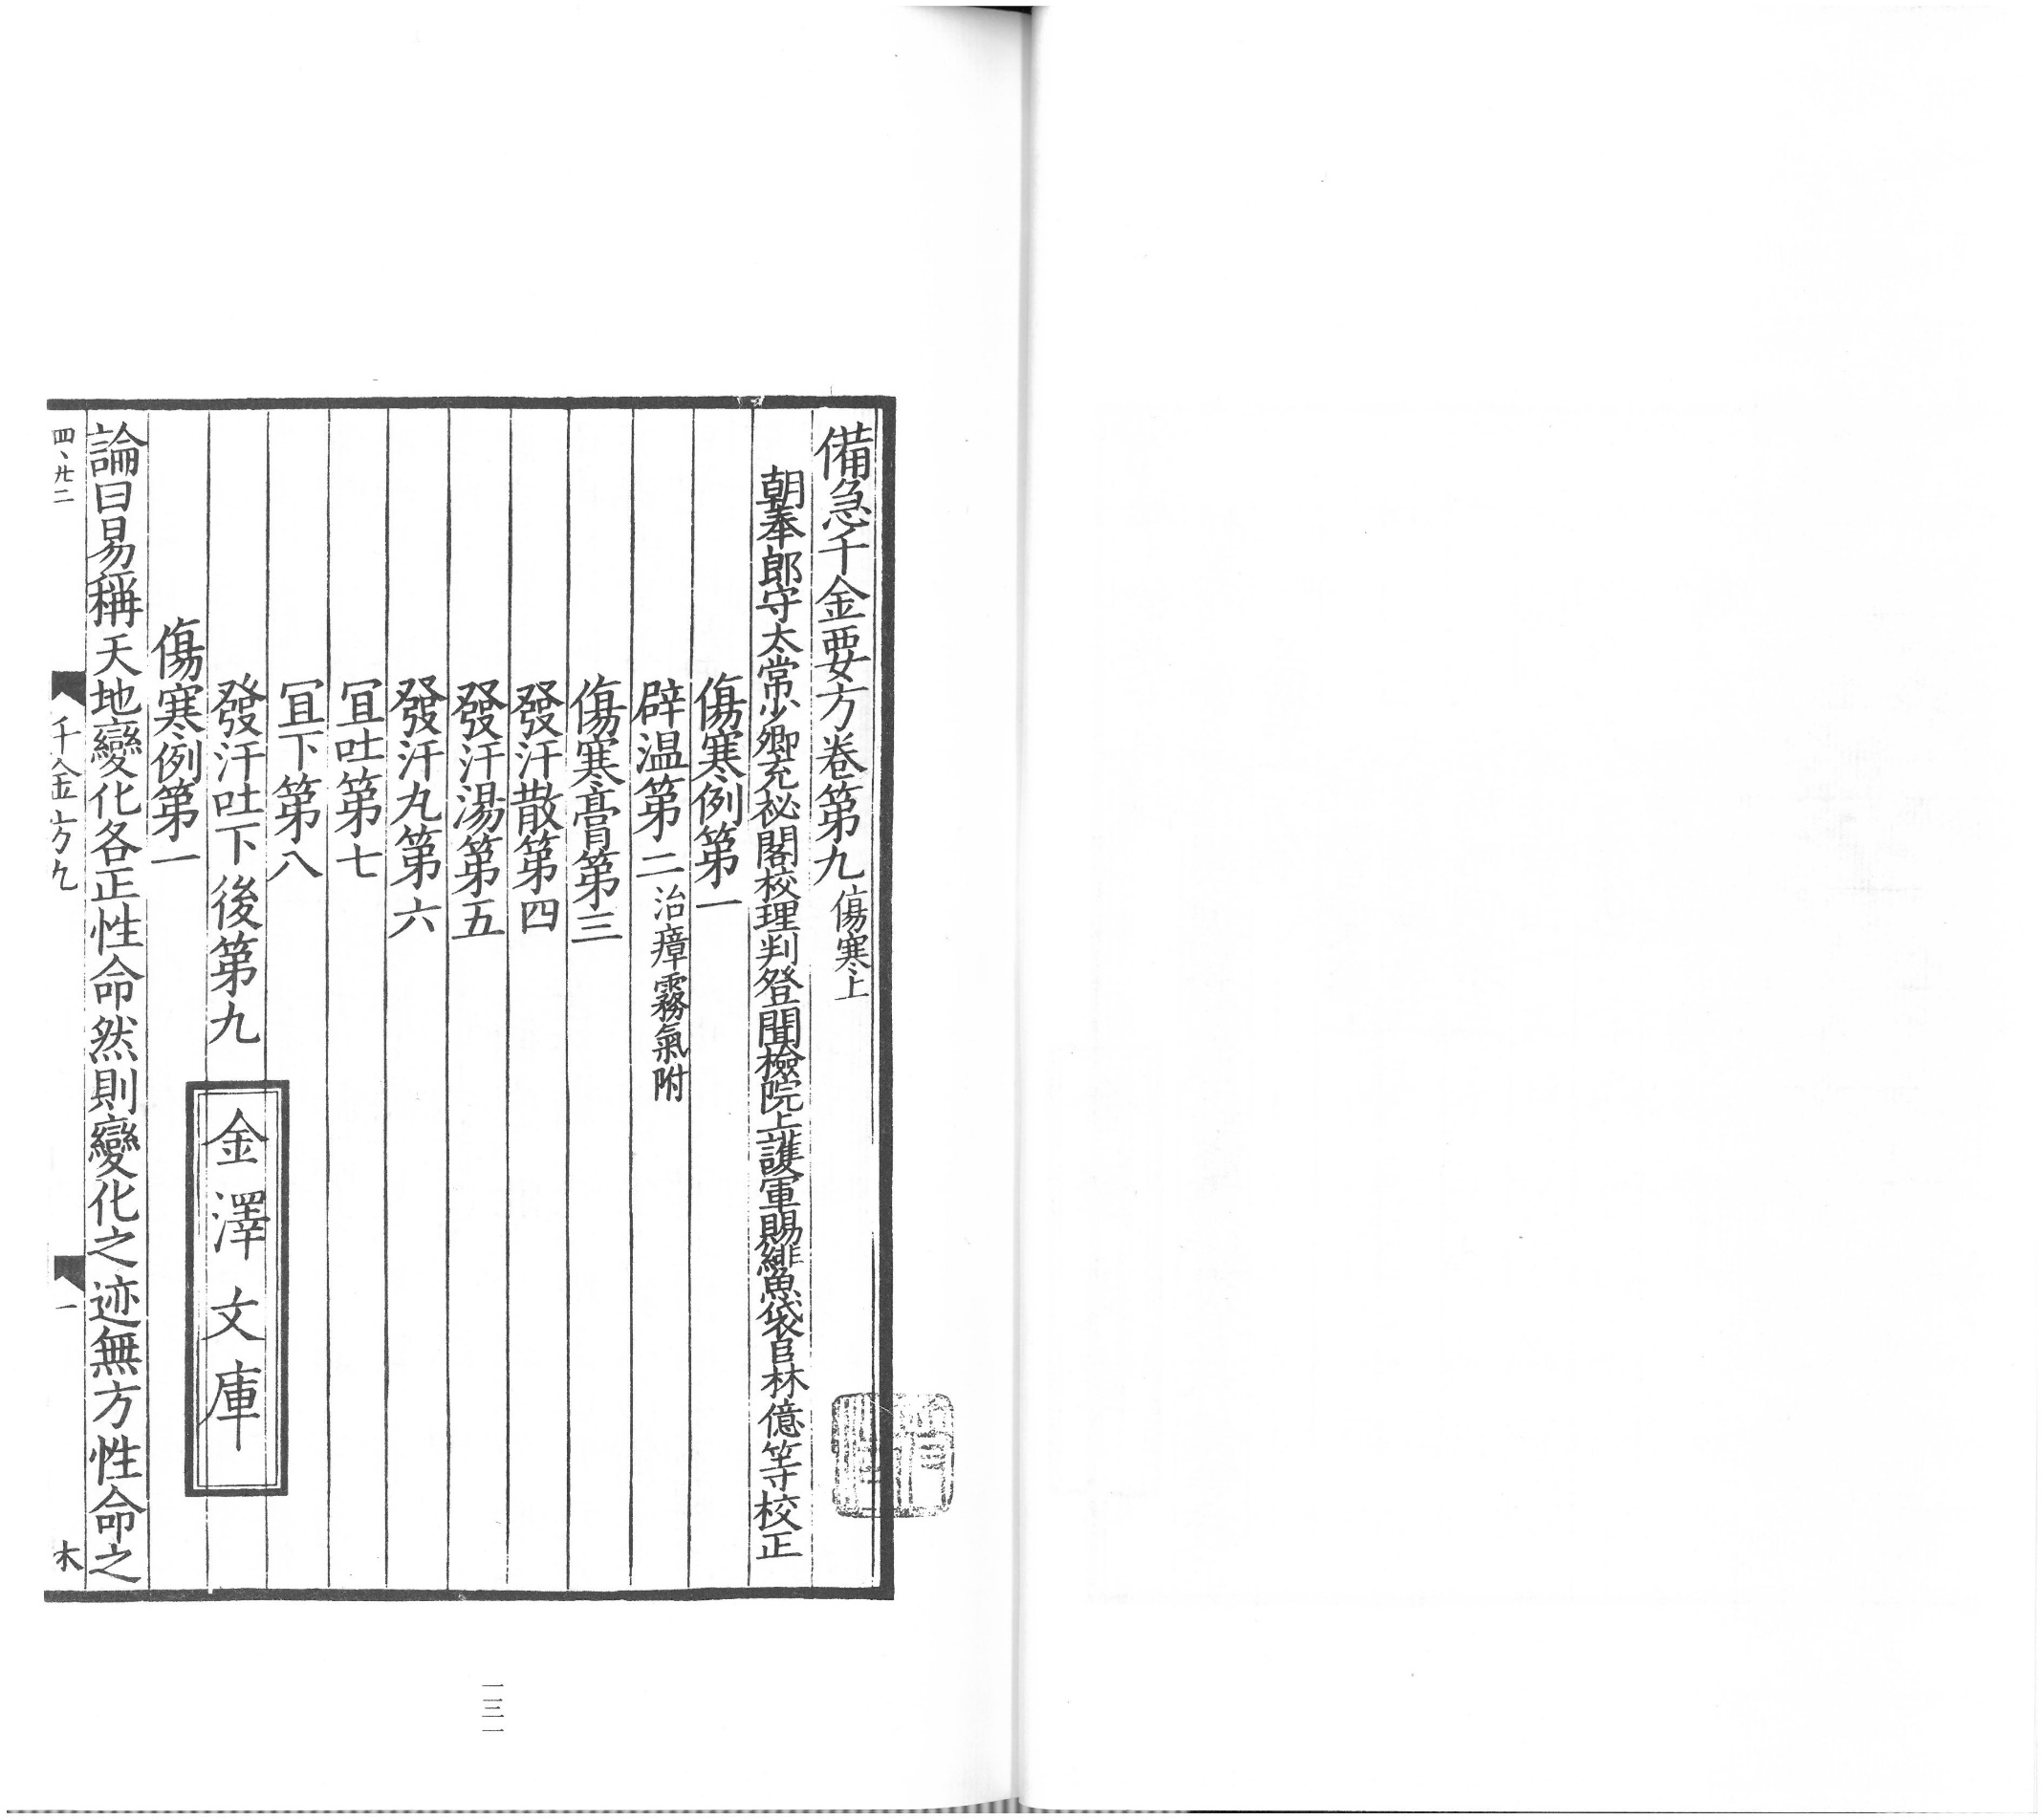 備急千金要方卷第九傷寒上
朝奉郎守太常少卿充祕閣校理判登聞檢院上護軍賜緋魚袋臣林億等校正
傷寒例第一
辟温第二治瘴霧氣附
傷寒膏第三
發汗散第四
發汗湯第五
發汗丸第六
冝吐第七
冝下第八
發汗吐下後第九
金澤文庫
傷寒例第一
論曰易稱天地變化各正性命然則變化之迹無方性命之
四、廿二
千金方九
一
木
一三一